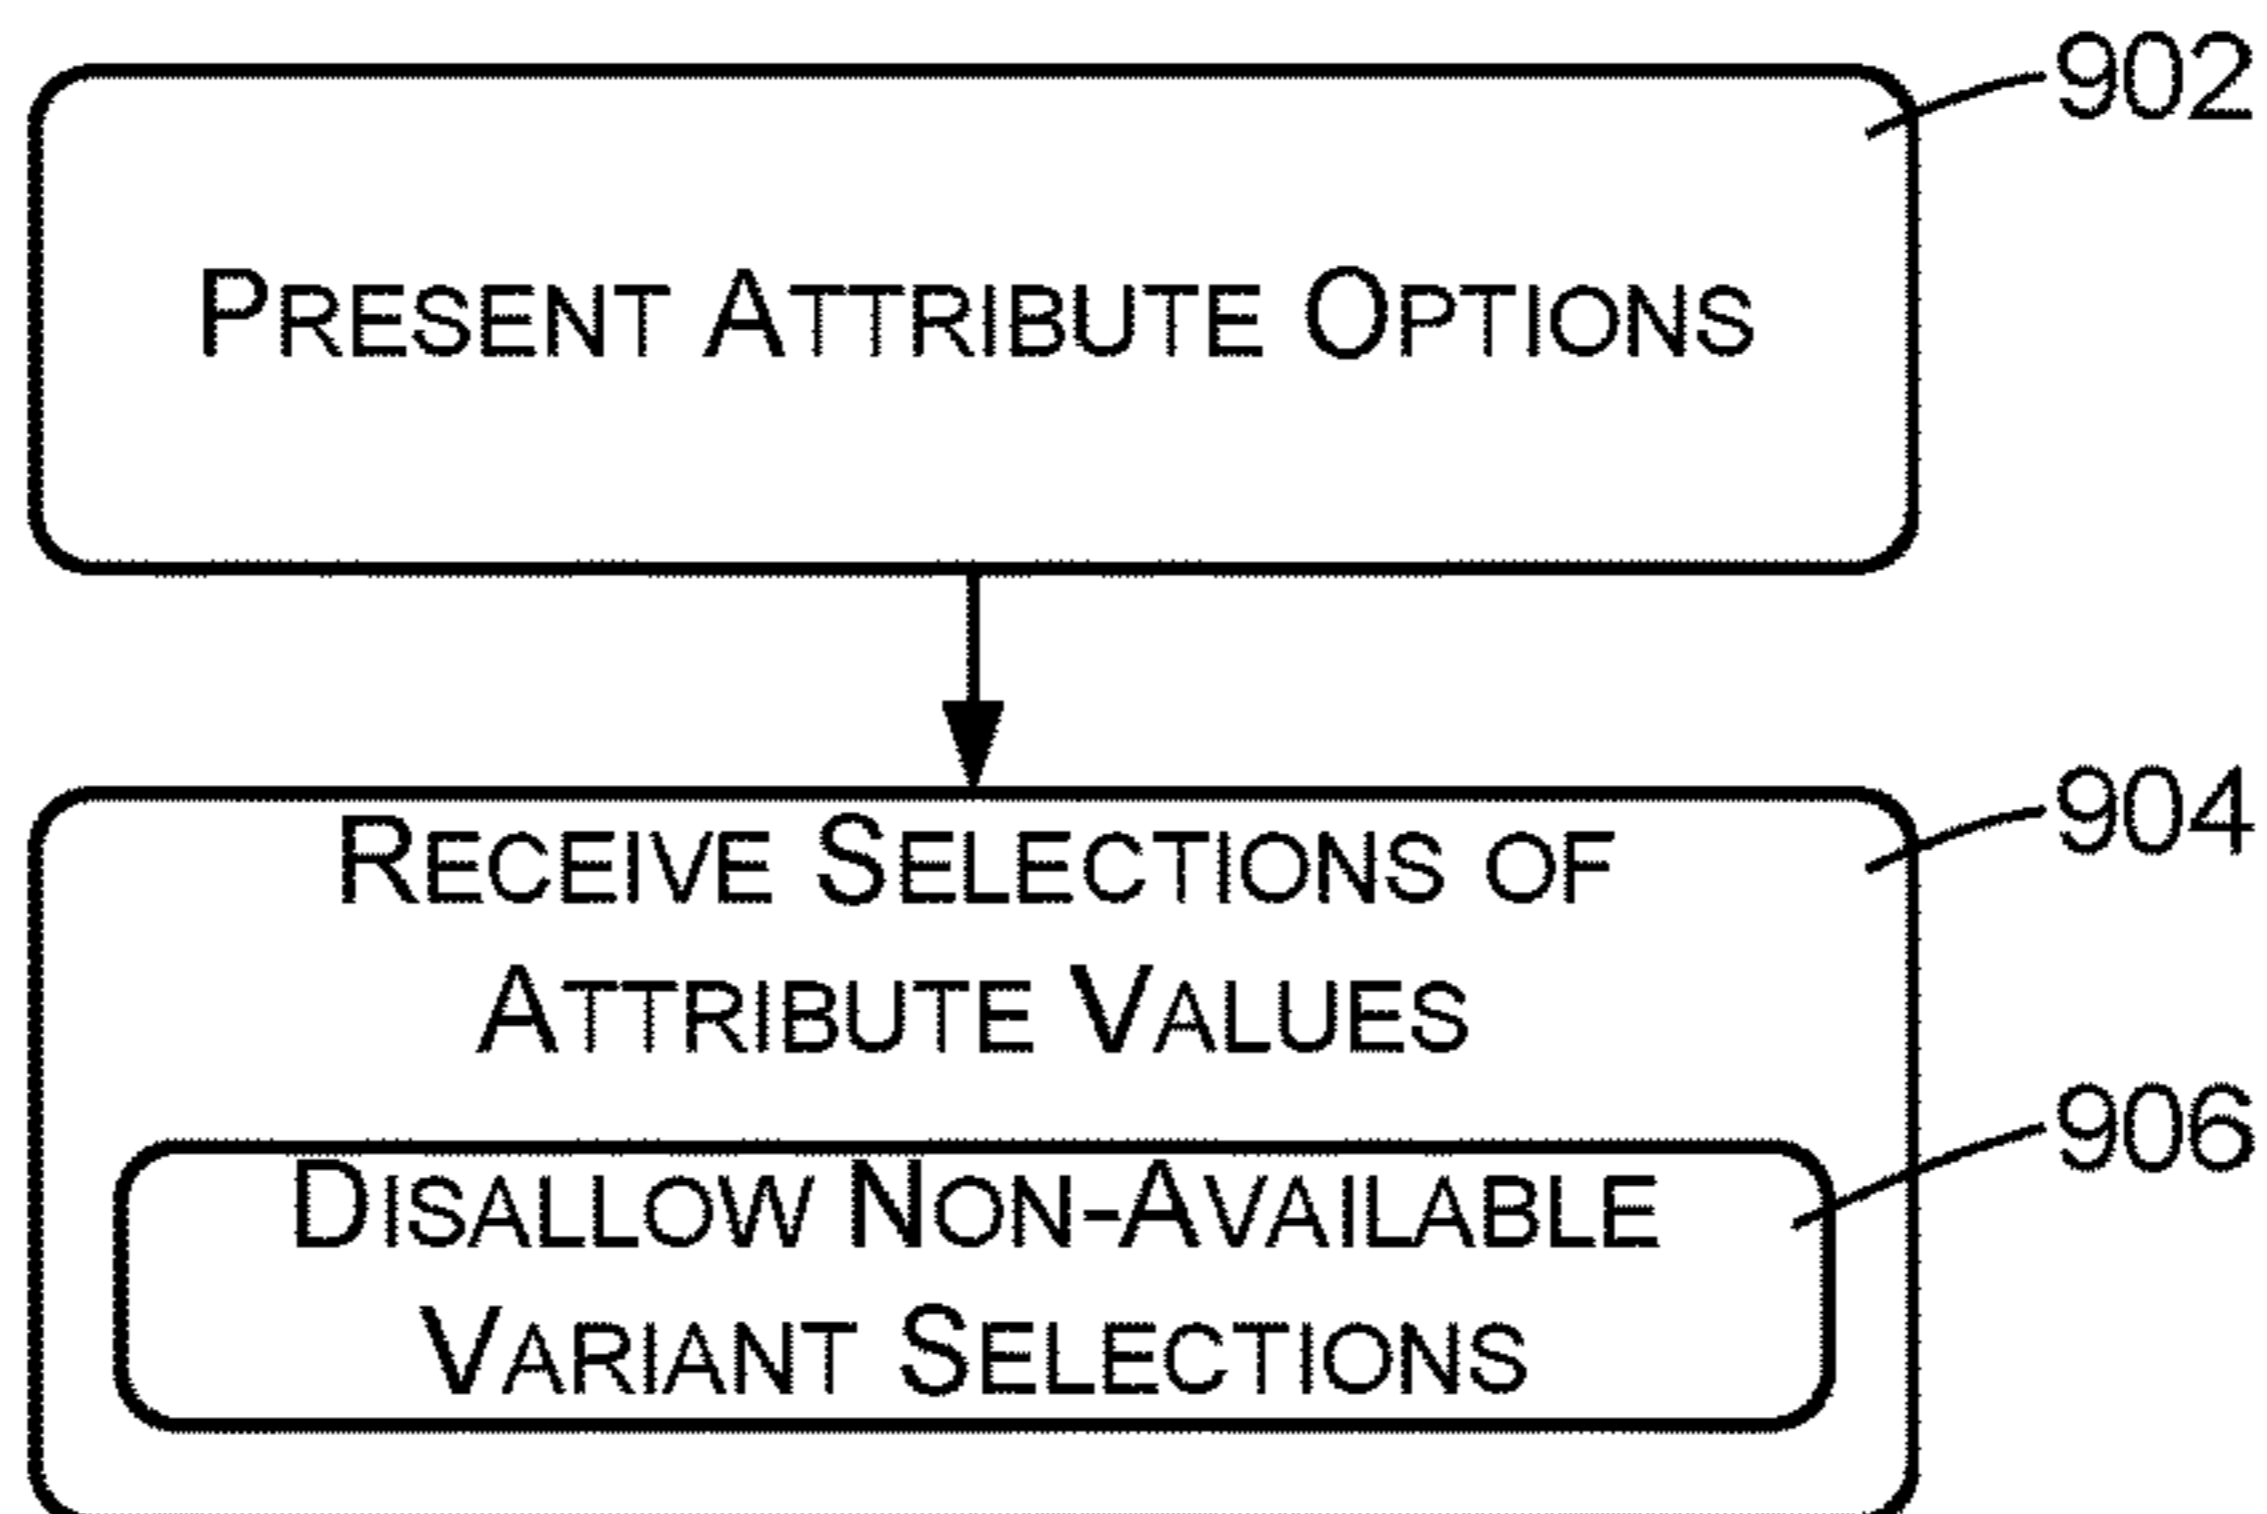 902
PRESENT ATTRIBUTE OPTIONS
904
RECEIVE SELECTIONS OF
ATTRIBUTE VALUES
906
DISALLOW NON-AVAILABLE
VARIANT SELECTIONS